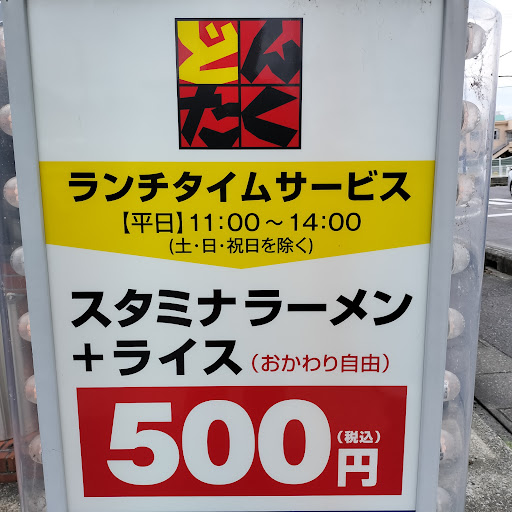 どん
たく
ランチタイムサービス
【平日】11:00～14:00
(土・日・祝日を除く)
スタミナラーメン
+ライス(おかわり自由)
500円(税込)